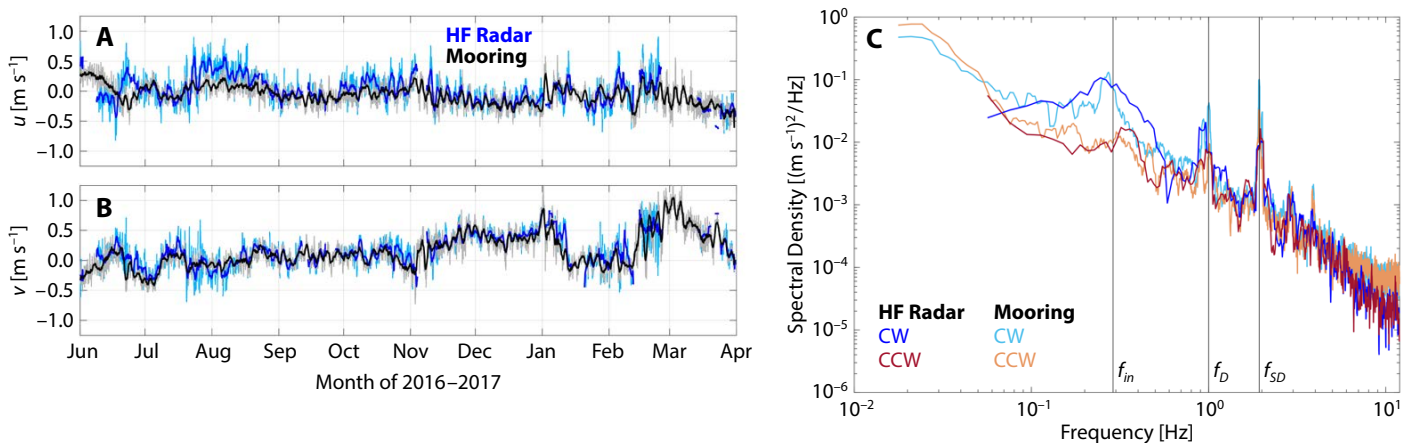 A
HF Radar
Mooring
u [m s⁻¹]
1.0
0.5
0.0
−0.5
−1.0
B
v [m s⁻¹]
1.0
0.5
0.0
−0.5
−1.0
Jun Jul Aug Sep Oct Nov Dec Jan Feb Mar Apr
Month of 2016–2017
C
Spectral Density [(m s⁻¹)²/Hz]
10⁰
10⁻¹
10⁻²
10⁻³
10⁻⁴
10⁻⁵
10⁻⁶
HF Radar Mooring
CW CW
CCW CCW
f_in f_D f_SD
10⁻² 10⁻¹ 10⁰ 10¹
Frequency [Hz]